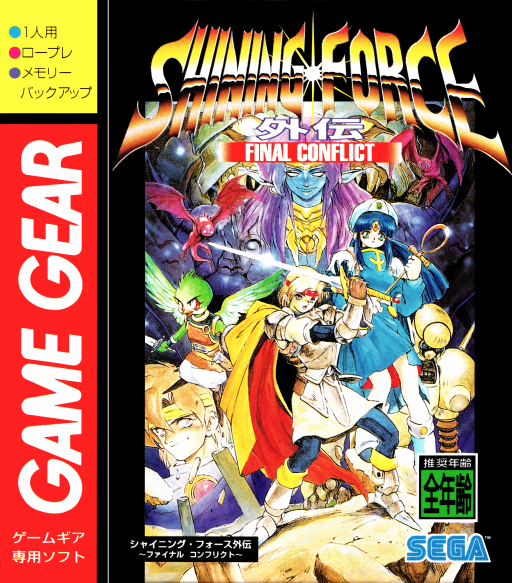 ●1人用
●ロープレ
●メモリー
バックアップ
GAME GEAR
ゲームギア
専用ソフト
SHINING FORCE
外伝
FINAL CONFLICT
シャイニング・フォース外伝
～ファイナル コンフリクト～
推奨年齢
全年齢
SEGA™